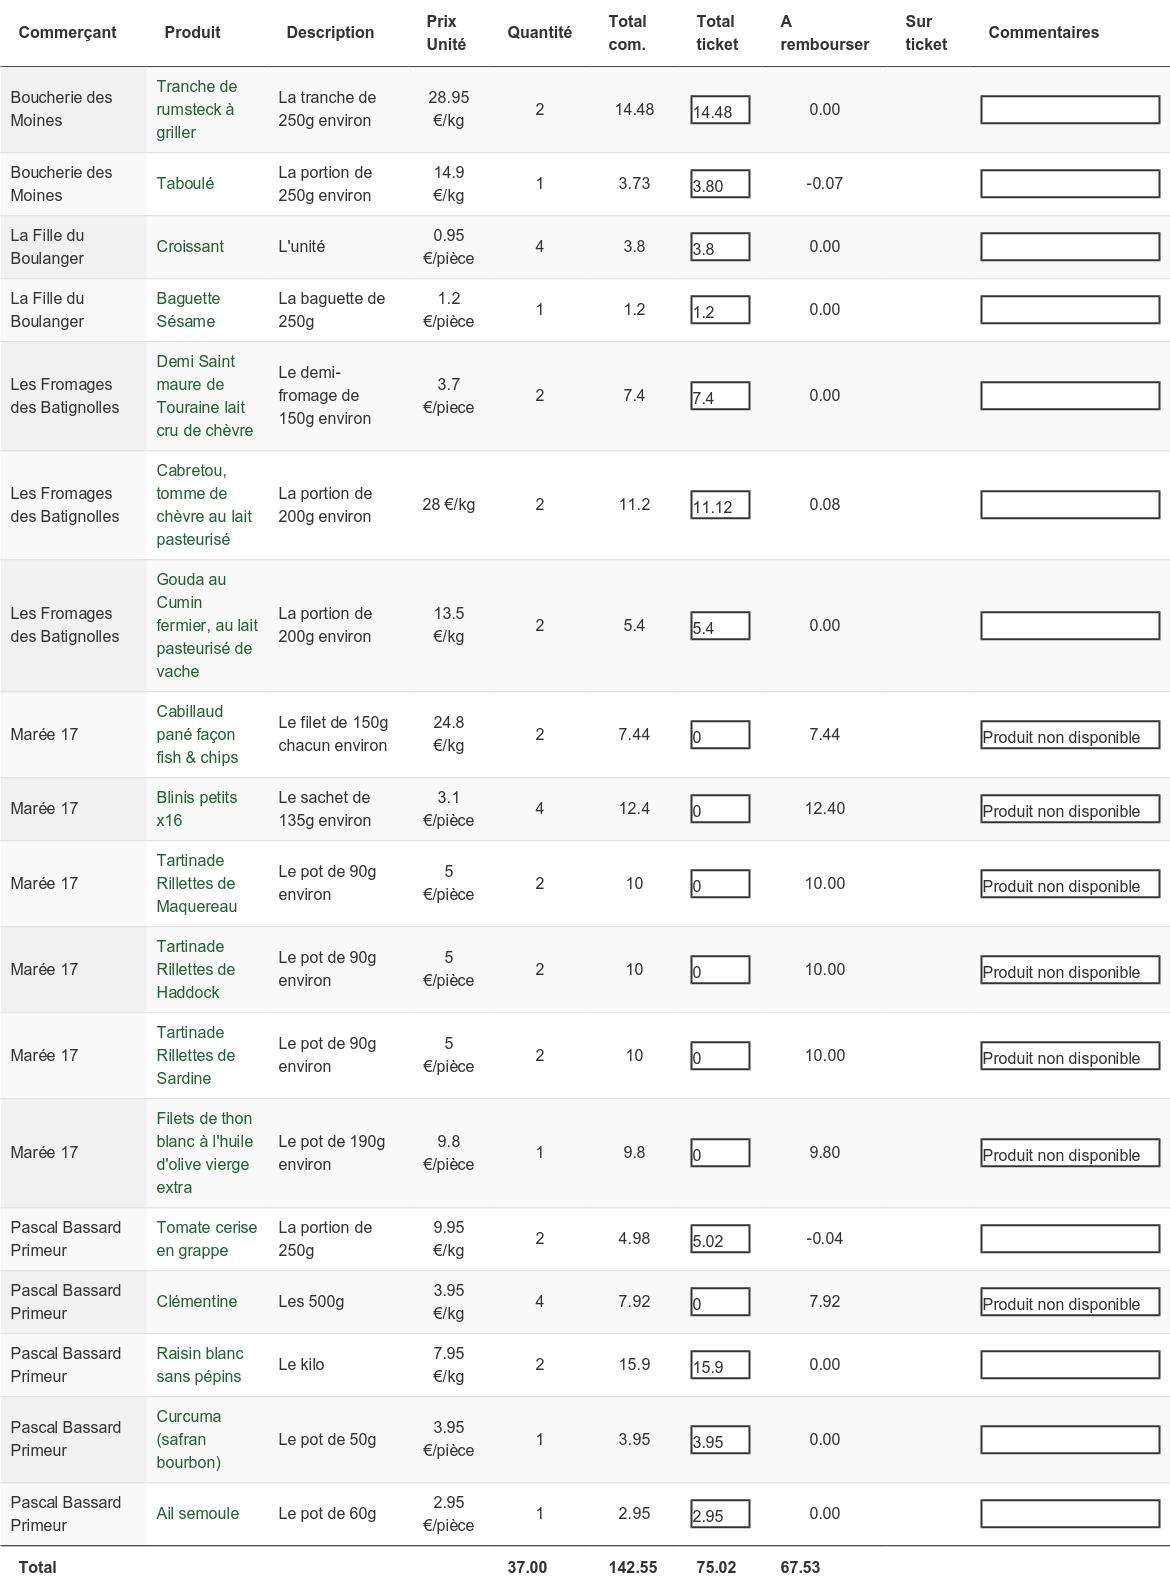 Commerçant Produit Description Prix Unité Quantité Total com. Total ticket A rembourser Sur ticket Commentaires
Boucherie des Moines Tranche de rumsteck à griller La tranche de 250g environ 28.95 €/kg 2 14.48 14.48 0.00
Boucherie des Moines Taboulé La portion de 250g environ 14.9 €/kg 1 3.73 3.80 -0.07
La Fille du Boulanger Croissant L'unité 0.95 €/pièce 4 3.8 3.8 0.00
La Fille du Boulanger Baguette Sésame La baguette de 250g 1.2 €/pièce 1 1.2 1.2 0.00
Les Fromages des Batignolles Demi Saint maure de Touraine lait cru de chèvre Le demi-fromage de 150g environ 3.7 €/piece 2 7.4 7.4 0.00
Les Fromages des Batignolles Cabretou, tomme de chèvre au lait pasteurisé La portion de 200g environ 28 €/kg 2 11.2 11.12 0.08
Les Fromages des Batignolles Gouda au Cumin fermier, au lait pasteurisé de vache La portion de 200g environ 13.5 €/kg 2 5.4 5.4 0.00
Marée 17 Cabillaud pané façon fish & chips Le filet de 150g chacun environ 24.8 €/kg 2 7.44 0 7.44 Produit non disponible
Marée 17 Blinis petits x16 Le sachet de 135g environ 3.1 €/pièce 4 12.4 0 12.40 Produit non disponible
Marée 17 Tartinade Rillettes de Maquereau Le pot de 90g environ 5 €/pièce 2 10 0 10.00 Produit non disponible
Marée 17 Tartinade Rillettes de Haddock Le pot de 90g environ 5 €/pièce 2 10 0 10.00 Produit non disponible
Marée 17 Tartinade Rillettes de Sardine Le pot de 90g environ 5 €/pièce 2 10 0 10.00 Produit non disponible
Marée 17 Filets de thon blanc à l'huile d'olive vierge extra Le pot de 190g environ 9.8 €/pièce 1 9.8 0 9.80 Produit non disponible
Pascal Bassard Primeur Tomate cerise en grappe La portion de 250g 9.95 €/kg 2 4.98 5.02 -0.04
Pascal Bassard Primeur Clémentine Les 500g 3.95 €/kg 4 7.92 0 7.92 Produit non disponible
Pascal Bassard Primeur Raisin blanc sans pépins Le kilo 7.95 €/kg 2 15.9 15.9 0.00
Pascal Bassard Primeur Curcuma (safran bourbon) Le pot de 50g 3.95 €/pièce 1 3.95 3.95 0.00
Pascal Bassard Primeur Ail semoule Le pot de 60g 2.95 €/pièce 1 2.95 2.95 0.00
Total 37.00 142.55 75.02 67.53